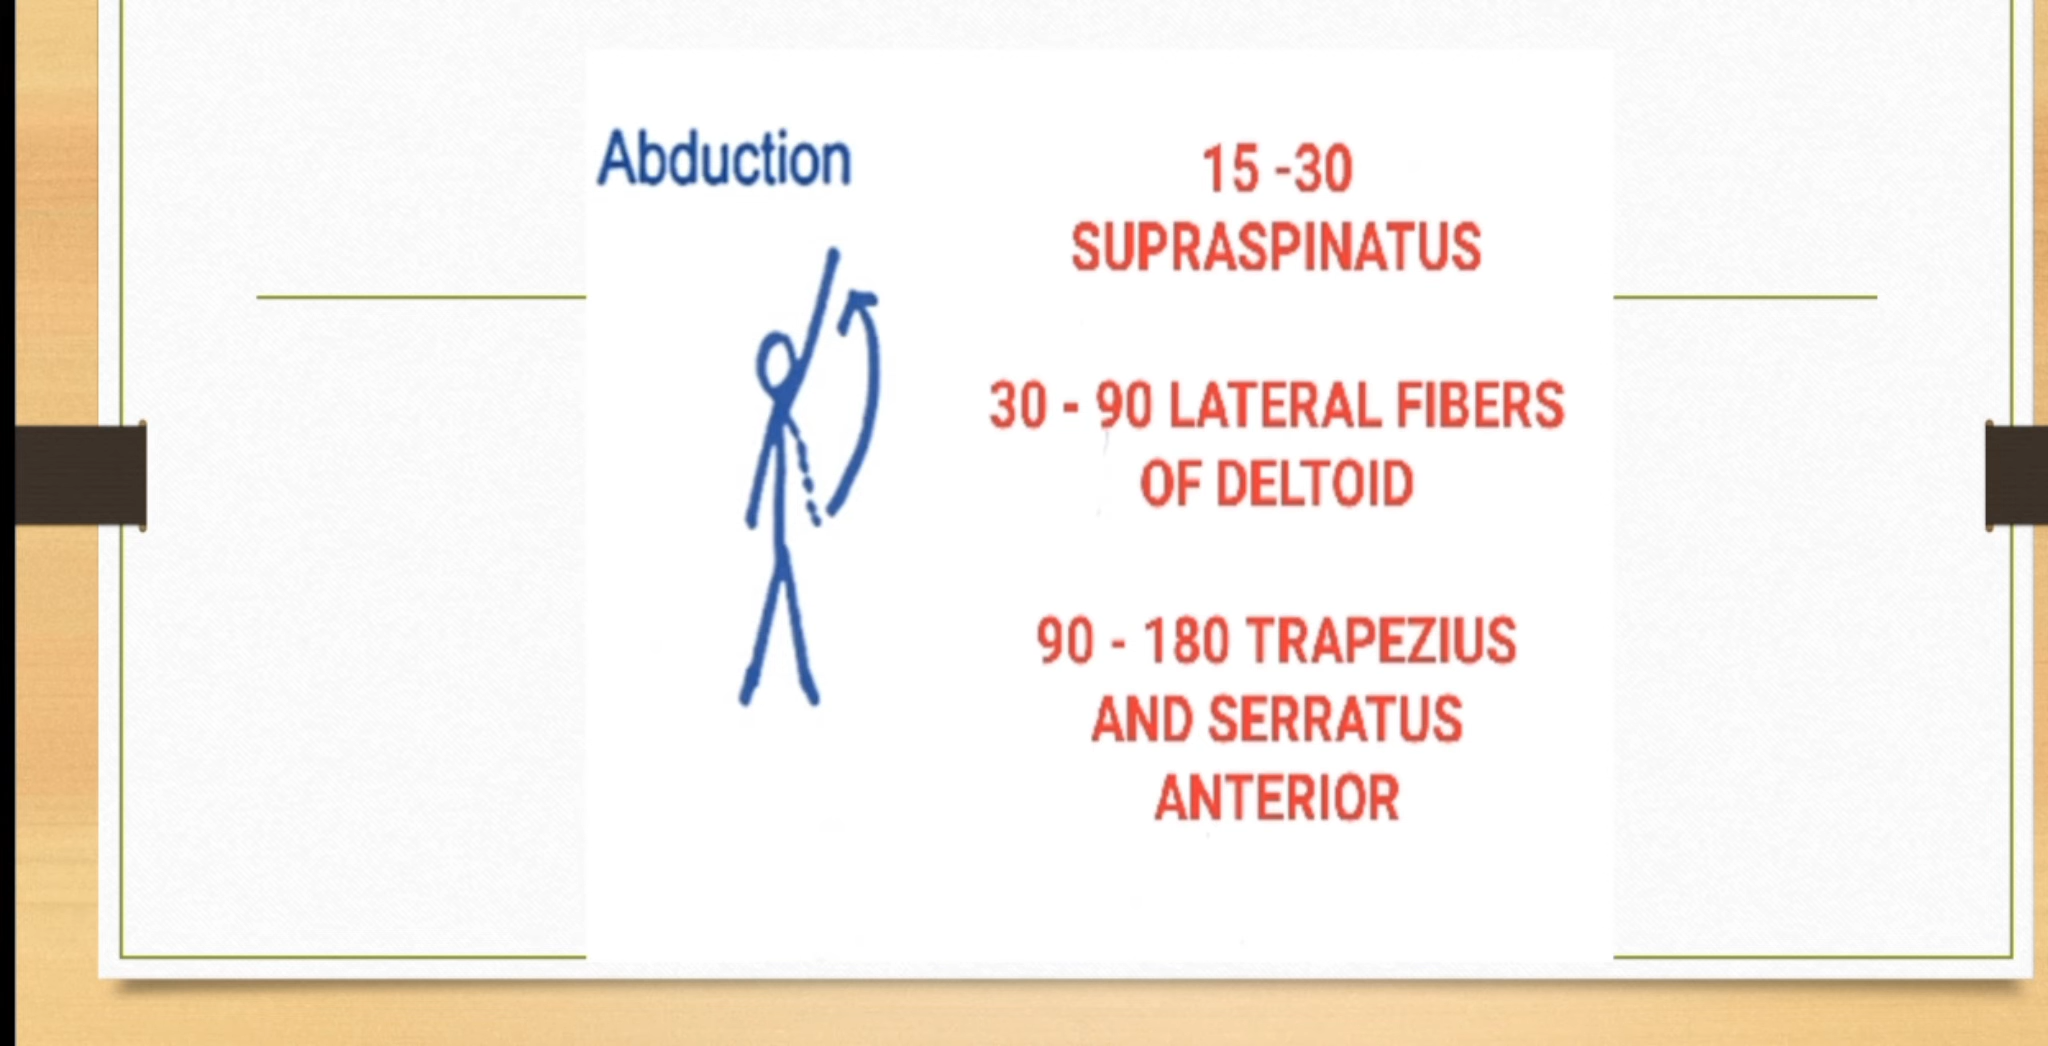 Abduction
15 -30
SUPRASPINATUS
30 - 90 LATERAL FIBERS
OF DELTOID
90 - 180 TRAPEZIUS
AND SERRATUS
ANTERIOR